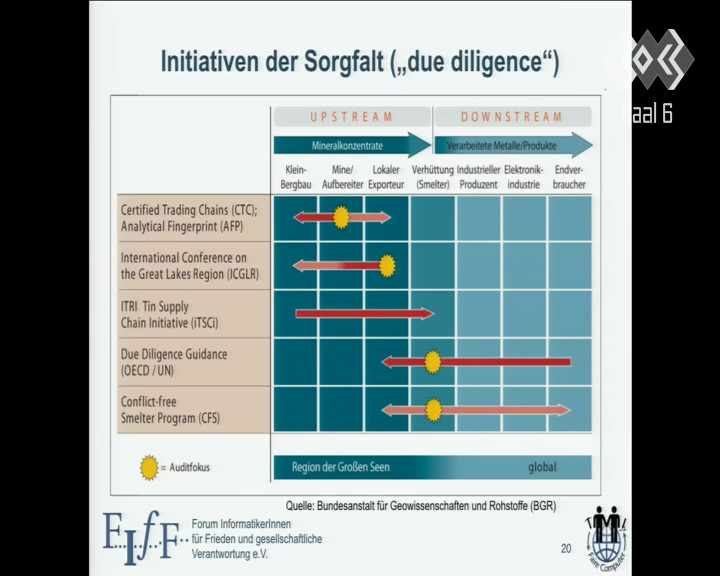 Initiativen der Sorgfalt („due diligence“)
Saal 6
UPSTREAM DOWNSTREAM
Mineralkonzentrate Verarbeitete Metalle/Produkte
Klein- Mine/ Lokaler Verhüttung Industrieller Elektronik- Endver-
Bergbau Aufbereiter Exporteur (Smelter) Produzent industrie braucher
Certified Trading Chains (CTC);
Analytical Fingerprint (AFP)
International Conference on
the Great Lakes Region (ICGLR)
ITRI Tin Supply
Chain Initiative (iTSCi)
Due Diligence Guidance
(OECD / UN)
Conflict-free
Smelter Program (CFS)
= Auditfokus
Region der Großen Seen global
Quelle: Bundesanstalt für Geowissenschaften und Rohstoffe (BGR)
F...I...f...F...
Forum InformatikerInnen
für Frieden und gesellschaftliche
Verantwortung e.V.
20
Faire Computer